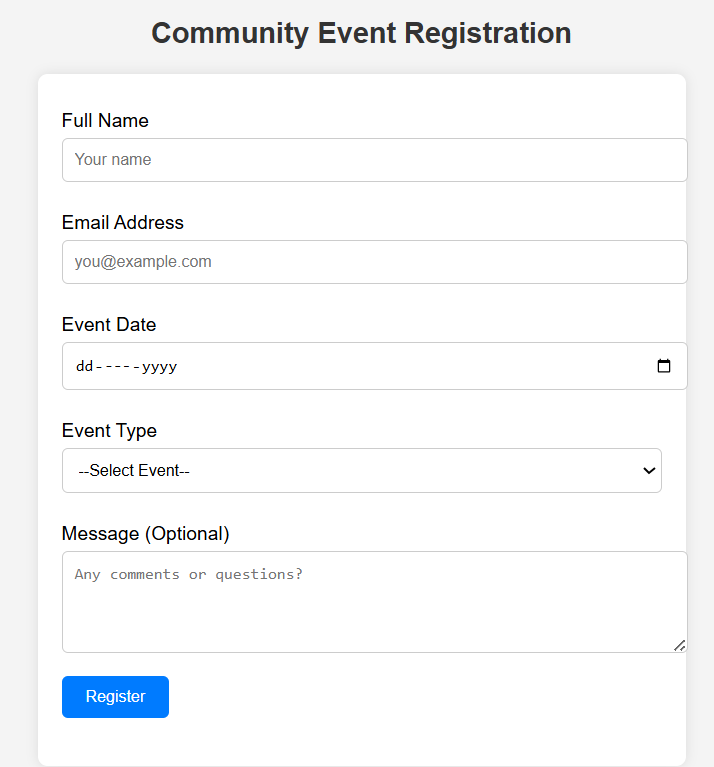 Community Event Registration
Full Name
Your name
Email Address
you@example.com
Event Date
dd-----yyyy
Event Type
--Select Event--
Message (Optional)
Any comments or questions?
Register